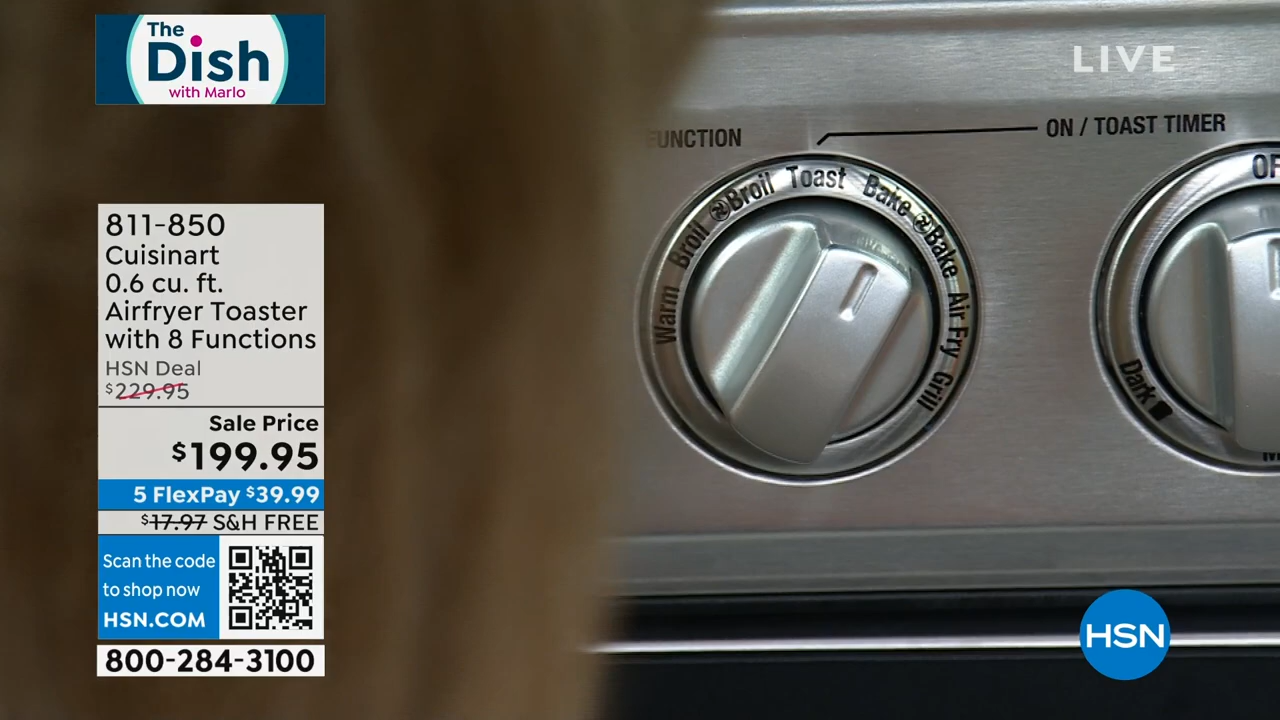 The
Dish
with Marlo
LIVE
811-850
Cuisinart
0.6 cu. ft.
Airfryer Toaster
with 8 Functions
HSN Deal
$229.95
Sale Price
$199.95
5 FlexPay $39.99
$17.97 S&H FREE
Scan the code
to shop now
HSN.COM
800-284-3100
ON / TOAST TIMER
Warm
Broil
Broil
Toast
Bake
Bake
Air Fry
Grill
Dark
HSN